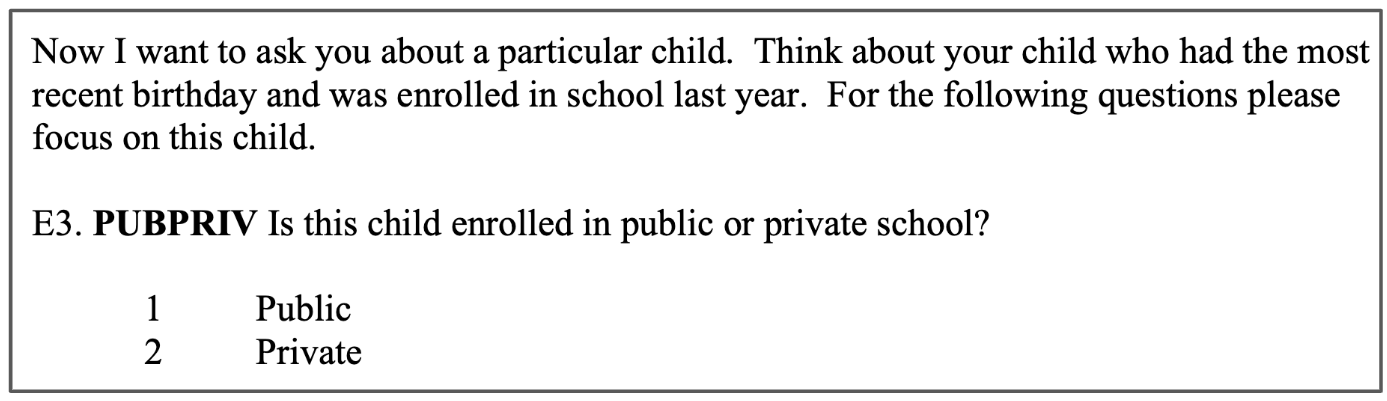 Now I want to ask you about a particular child.  Think about your child who had the most
recent birthday and was enrolled in school last year.  For the following questions please
focus on this child.
E3. PUBPRIV Is this child enrolled in public or private school?
1 Public
2 Private